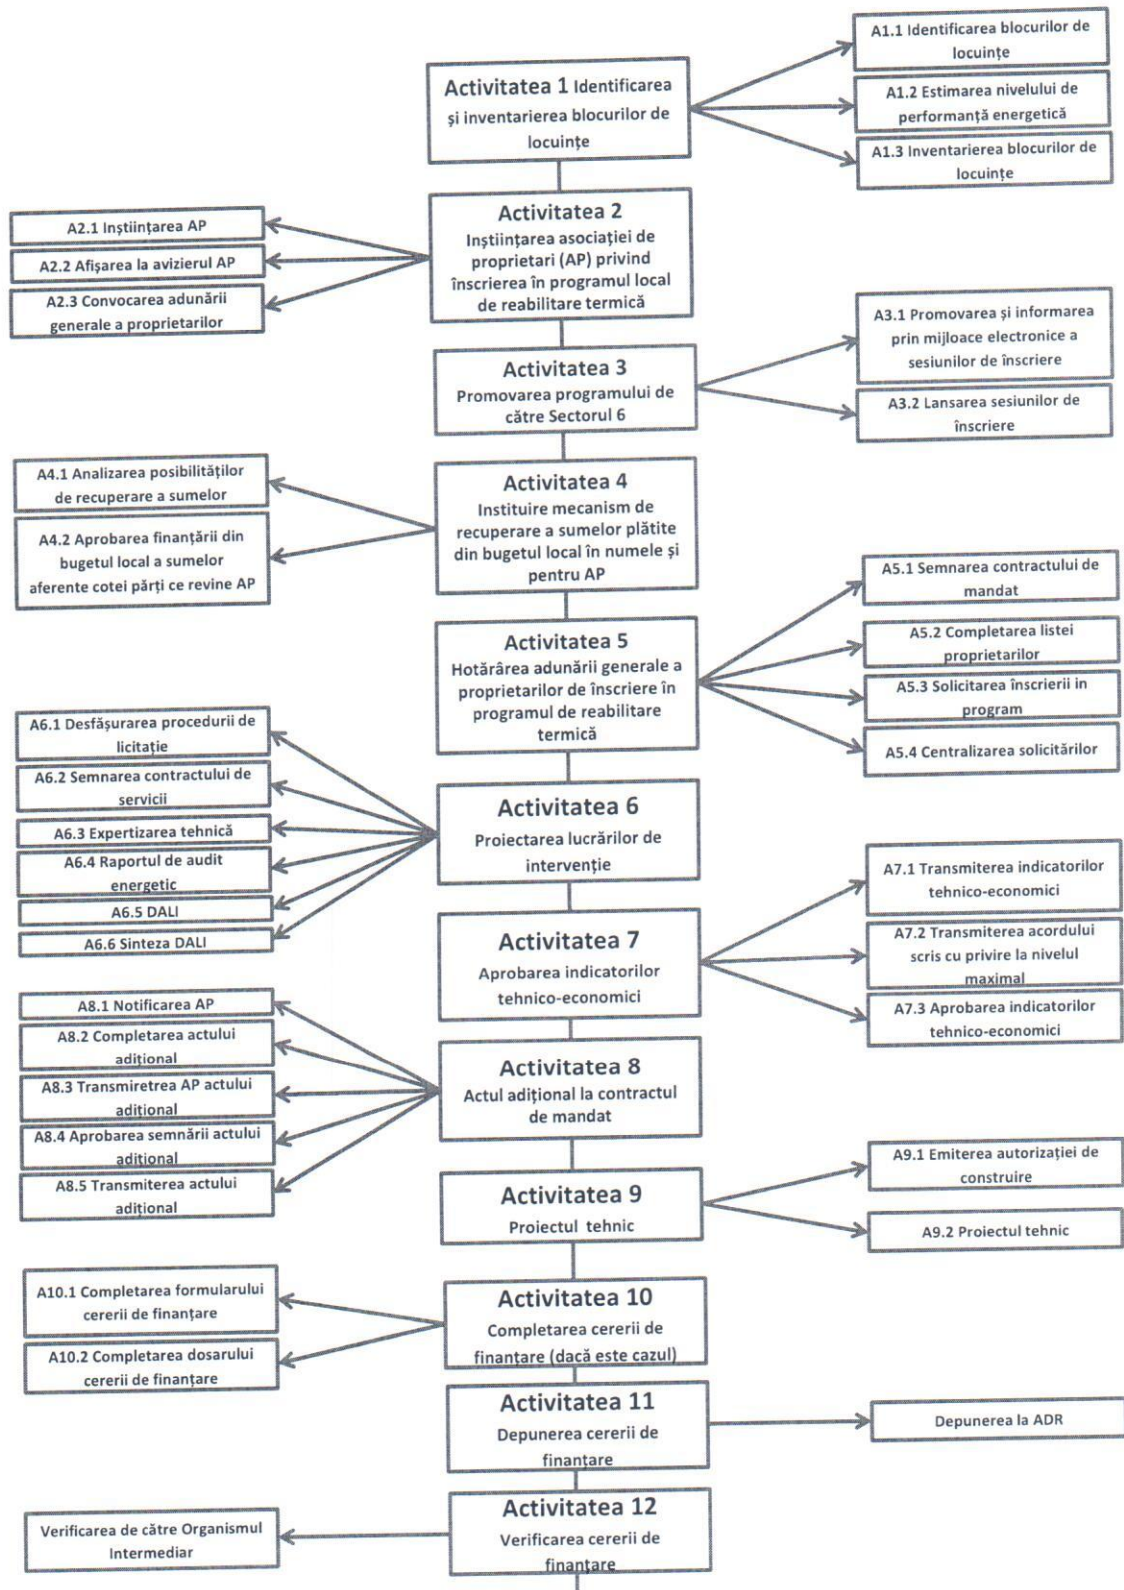 Activitatea 1 Identificarea
și inventarierea blocurilor de
locuințe
A1.1 Identificarea blocurilor de
locuințe
A1.2 Estimarea nivelului de
performanță energetică
A1.3 Inventarierea blocurilor de
locuințe
Activitatea 2
Inștiințarea asociației de
proprietari (AP) privind
înscrierea în programul local
de reabilitare termică
A2.1 Inștiințarea AP
A2.2 Afișarea la avizierul AP
A2.3 Convocarea adunării
generale a proprietarilor
Activitatea 3
Promovarea programului de
către Sectorul 6
A3.1 Promovarea și informarea
prin mijloace electronice a
sesiunilor de înscriere
A3.2 Lansarea sesiunilor de
înscriere
Activitatea 4
Instituire mecanism de
recuperare a sumelor plătite
din bugetul local în numele și
pentru AP
A4.1 Analizarea posibilităților
de recuperare a sumelor
A4.2 Aprobarea finanțării din
bugetul local a sumelor
aferente cotei părți ce revine AP
Activitatea 5
Hotărârea adunării generale a
proprietarilor de înscriere în
programul de reabilitare
termică
A5.1 Semnarea contractului de
mandat
A5.2 Completarea listei
proprietarilor
A5.3 Solicitarea înscrierii in
program
A5.4 Centralizarea solicitărilor
Activitatea 6
Proiectarea lucrărilor de
intervenție
A6.1 Desfășurarea procedurii de
licitație
A6.2 Semnarea contractului de
servicii
A6.3 Expertizarea tehnică
A6.4 Raportul de audit
energetic
A6.5 DALI
A6.6 Sinteza DALI
Activitatea 7
Aprobarea indicatorilor
tehnico-economici
A7.1 Transmiterea indicatorilor
tehnico-economici
A7.2 Transmiterea acordului
scris cu privire la nivelul
maximal
A7.3 Aprobarea indicatorilor
tehnico-economici
Activitatea 8
Actul adițional la contractul
de mandat
A8.1 Notificarea AP
A8.2 Completarea actului
adițional
A8.3 Transmiretrea AP actului
adițional
A8.4 Aprobarea semnării actului
adițional
A8.5 Transmiterea actului
adițional
Activitatea 9
Proiectul tehnic
A9.1 Emiterea autorizației de
construire
A9.2 Proiectul tehnic
Activitatea 10
Completarea cererii de
finanțare (dacă este cazul)
A10.1 Completarea formularului
cererii de finanțare
A10.2 Completarea dosarului
cererii de finanțare
Activitatea 11
Depunerea cererii de
finanțare
Depunerea la ADR
Activitatea 12
Verificarea cererii de
finanțare
Verificarea de către Organismul
Intermediar